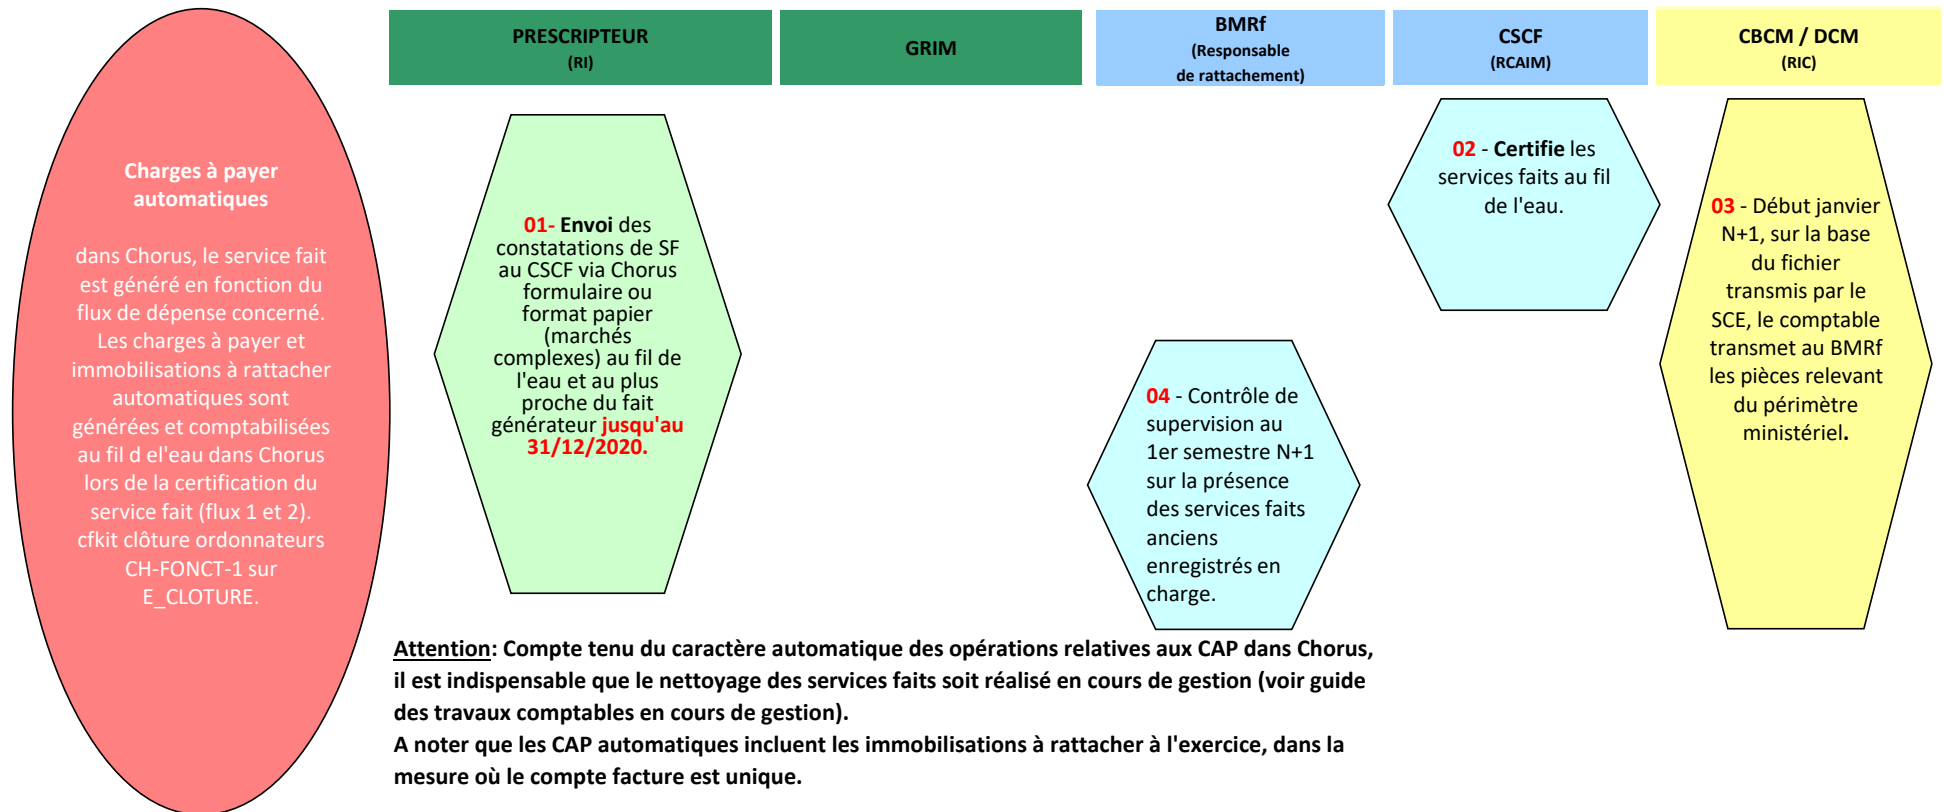 PRESCRIPTEUR
(RI)
GRIM
BMRf
(Responsable
de rattachement)
CSCF
(RCAIM)
CBCM / DCM
(RIC)
Charges à payer
automatiques
dans Chorus, le service fait
est généré en fonction du
flux de dépense concerné.
Les charges à payer et
immobilisations à rattacher
automatiques sont
générées et comptabilisées
au fil d el'eau dans Chorus
lors de la certification du
service fait (flux 1 et 2).
cfkit clôture ordonnateurs
CH-FONCT-1 sur
E_CLOTURE.
01- Envoi des
constatations de SF
au CSCF via Chorus
formulaire ou
format papier
(marchés
complexes) au fil de
l'eau et au plus
proche du fait
générateur jusqu'au
31/12/2020.
02 - Certifie les
services faits au fil
de l'eau.
03 - Début janvier
N+1, sur la base
du fichier
transmis par le
SCE, le comptable
transmet au BMRf
les pièces relevant
du périmètre
ministériel.
04 - Contrôle de
supervision au
1er semestre N+1
sur la présence
des services faits
anciens
enregistrés en
charge.
Attention: Compte tenu du caractère automatique des opérations relatives aux CAP dans Chorus,
il est indispensable que le nettoyage des services faits soit réalisé en cours de gestion (voir guide
des travaux comptables en cours de gestion).
A noter que les CAP automatiques incluent les immobilisations à rattacher à l'exercice, dans la
mesure où le compte facture est unique.